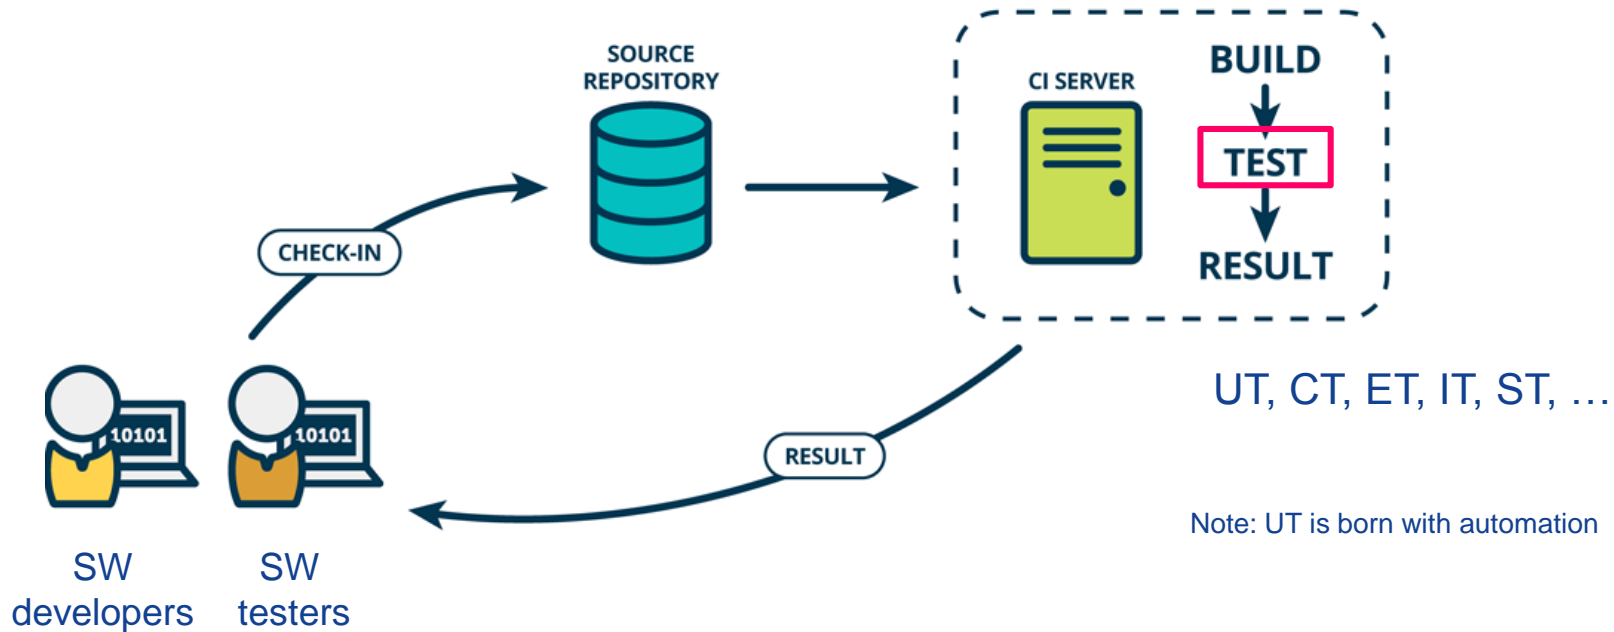 SOURCE
REPOSITORY
CI SERVER
BUILD
TEST
RESULT
CHECK-IN
10101
10101
RESULT
UT, CT, ET, IT, ST, …
Note: UT is born with automation
SW
developers
SW
testers